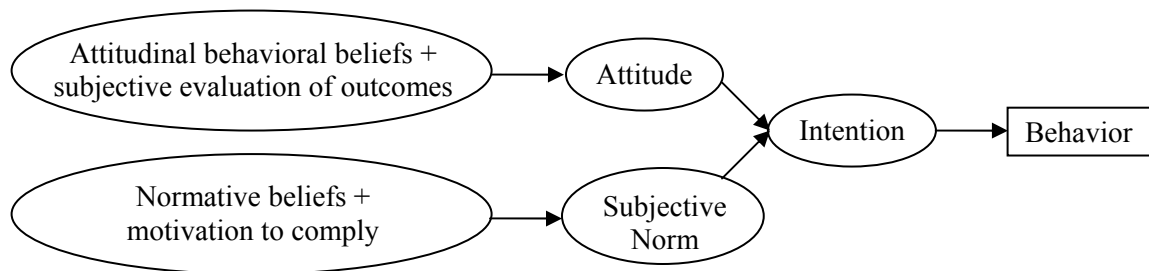 Attitudinal behavioral beliefs +
subjective evaluation of outcomes
Attitude
Intention
Behavior
Normative beliefs +
motivation to comply
Subjective
Norm